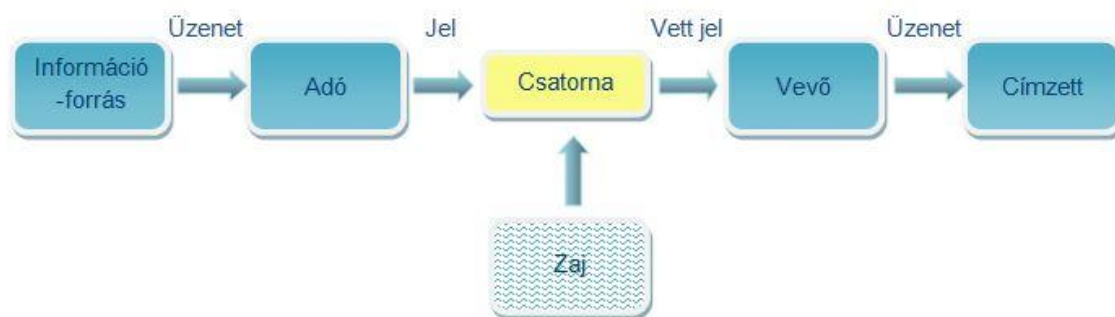 Üzenet
Jel
Vett jel
Üzenet
Információ
-forrás
Adó
Csatorna
Vevő
Címzett
Zaj